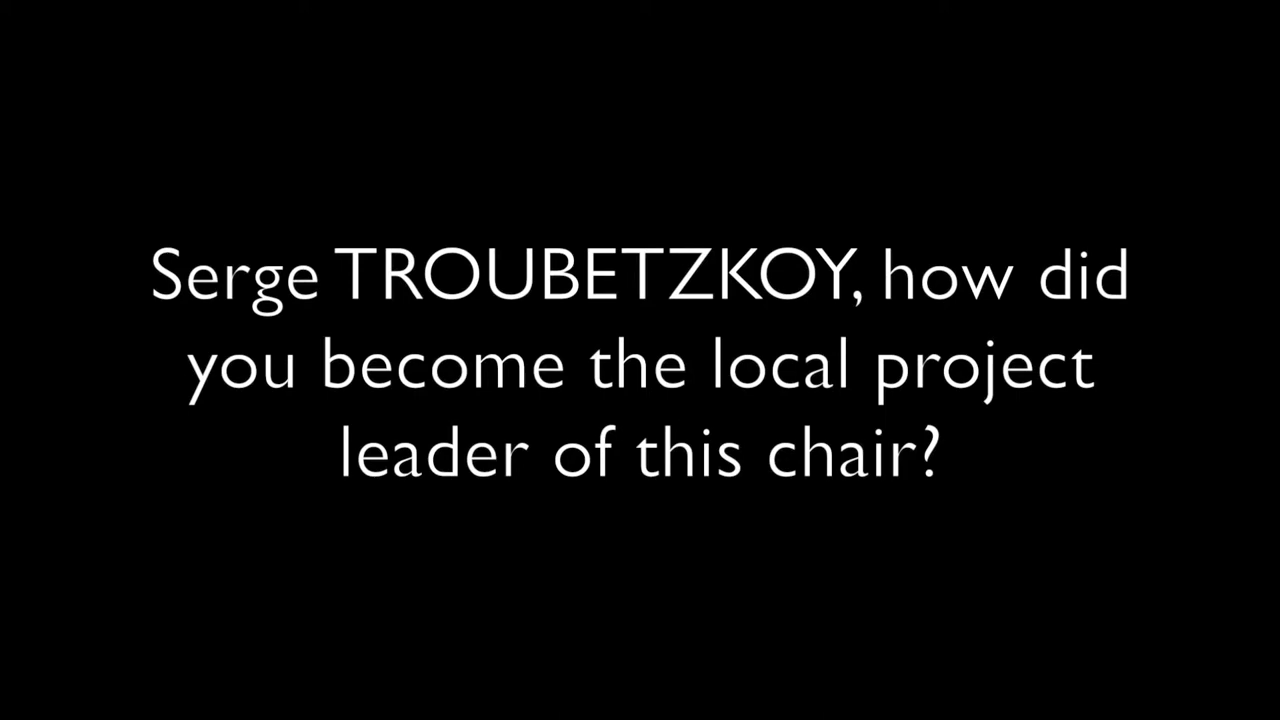 Serge TROUBETZKOY, how did
you become the local project
leader of this chair?